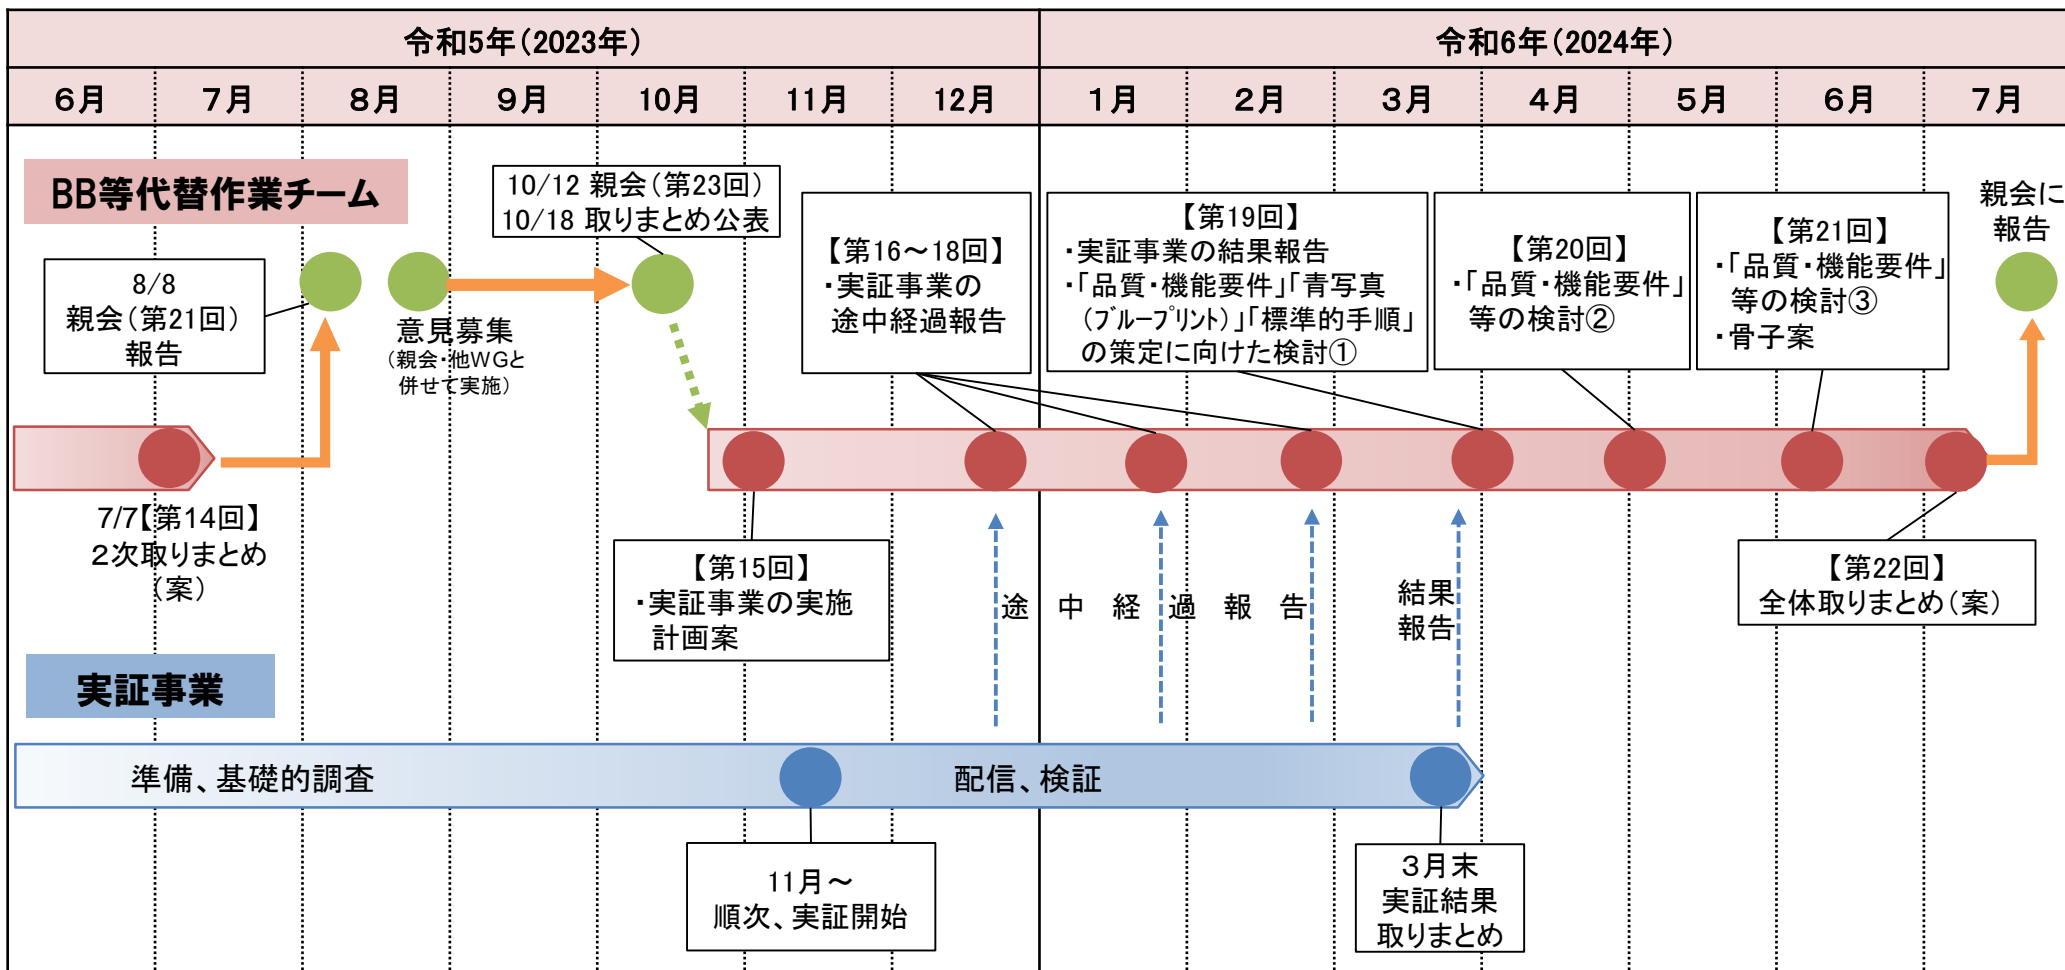 令和5年（2023年）
令和6年（2024年）
6月
7月
8月
9月
10月
11月
12月
1月
2月
3月
4月
5月
6月
7月
BB等代替作業チーム
8/8
親会（第21回）
報告
意見募集
（親会・他WGと
併せて実施）
10/12 親会（第23回）
10/18 取りまとめ公表
【第16～18回】
・実証事業の
途中経過報告
【第19回】
・実証事業の結果報告
・「品質・機能要件」「青写真
（ブループリント）」「標準的手順」
の策定に向けた検討①
【第20回】
・「品質・機能要件」
等の検討②
【第21回】
・「品質・機能要件」
等の検討③
・骨子案
親会に
報告
7/7【第14回】
2次取りまとめ
（案）
【第15回】
・実証事業の実施
計画案
途中経過報告
結果
報告
【第22回】
全体取りまとめ（案）
実証事業
準備、基礎的調査
配信、検証
11月～
順次、実証開始
3月末
実証結果
取りまとめ